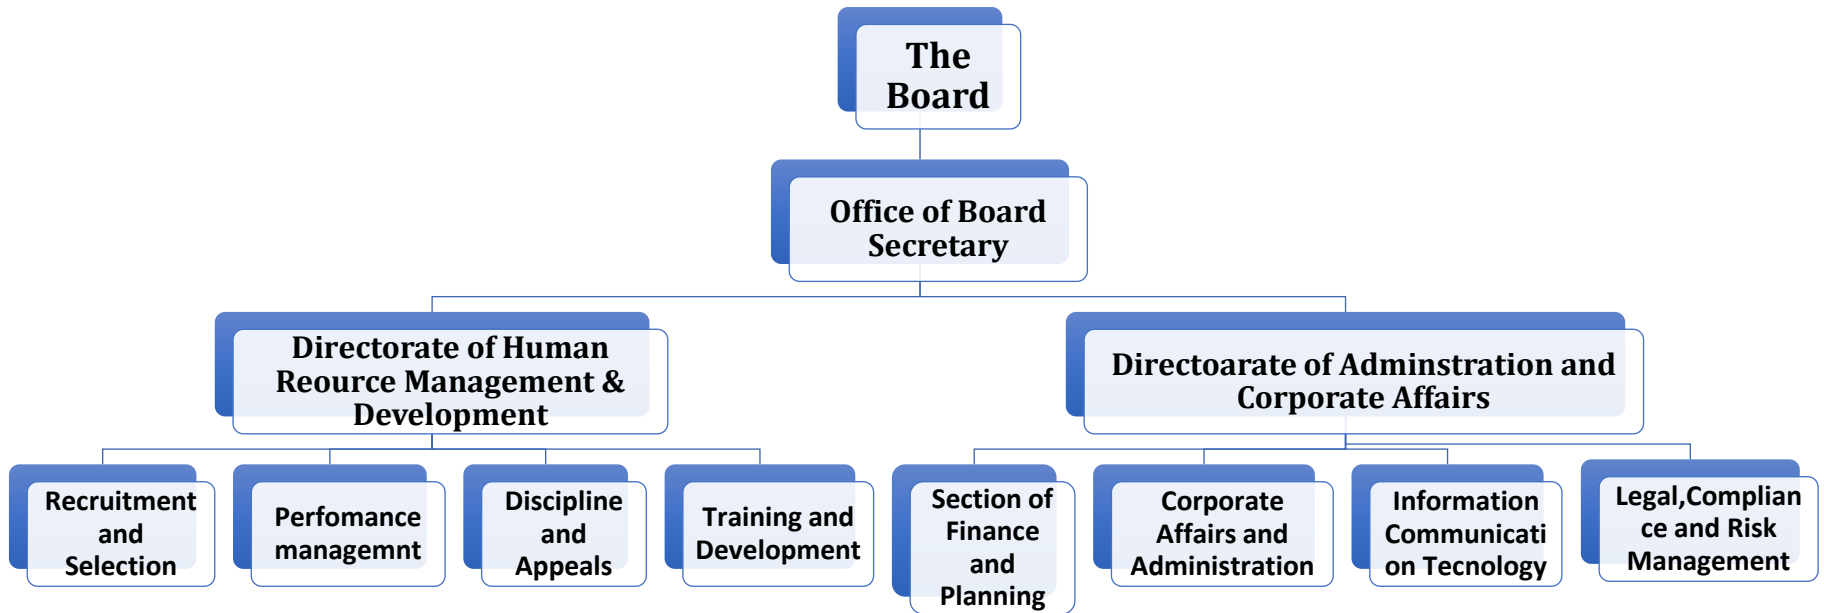 The
Board
Office of Board
Secretary
Directorate of Human
Reource Management &
Development
Directoarate of Adminstration and
Corporate Affairs
Recruitment
and
Selection
Perfomance
managemnt
Discipline
and
Appeals
Training and
Development
Section of
Finance
and
Planning
Corporate
Affairs and
Administration
Information
Communicati
on Tecnology
Legal,Complian
ce and Risk
Management